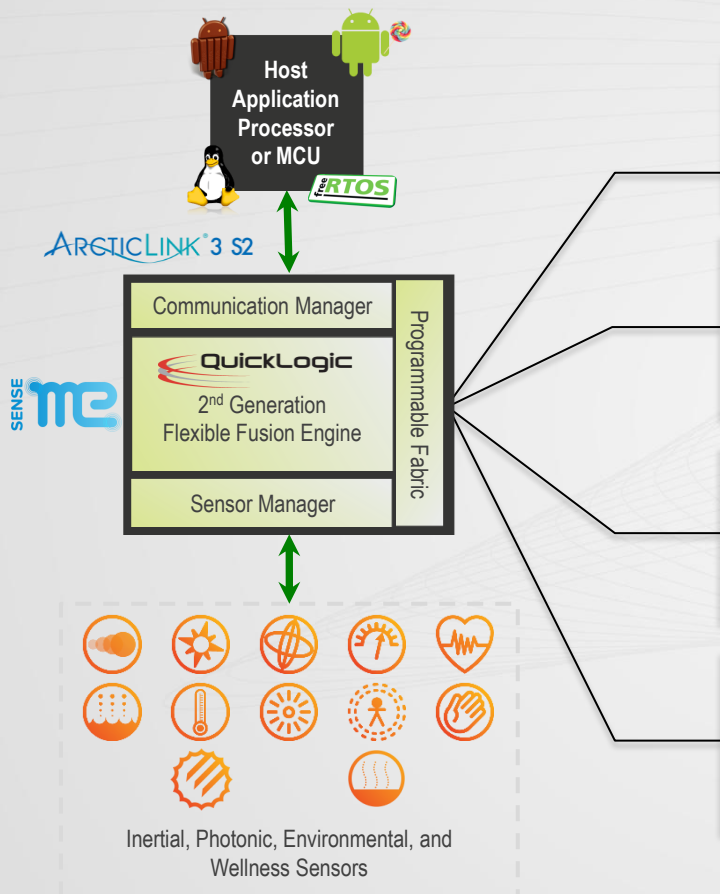 Host
Application
Processor
or MCU
free RTOS
ARCTICLINK® 3 S2
Communication Manager
QuickLogic
2nd Generation
Flexible Fusion Engine
Programmable Fabric
SENSE
me
Sensor Manager
Inertial, Photonic, Environmental, and
Wellness Sensors